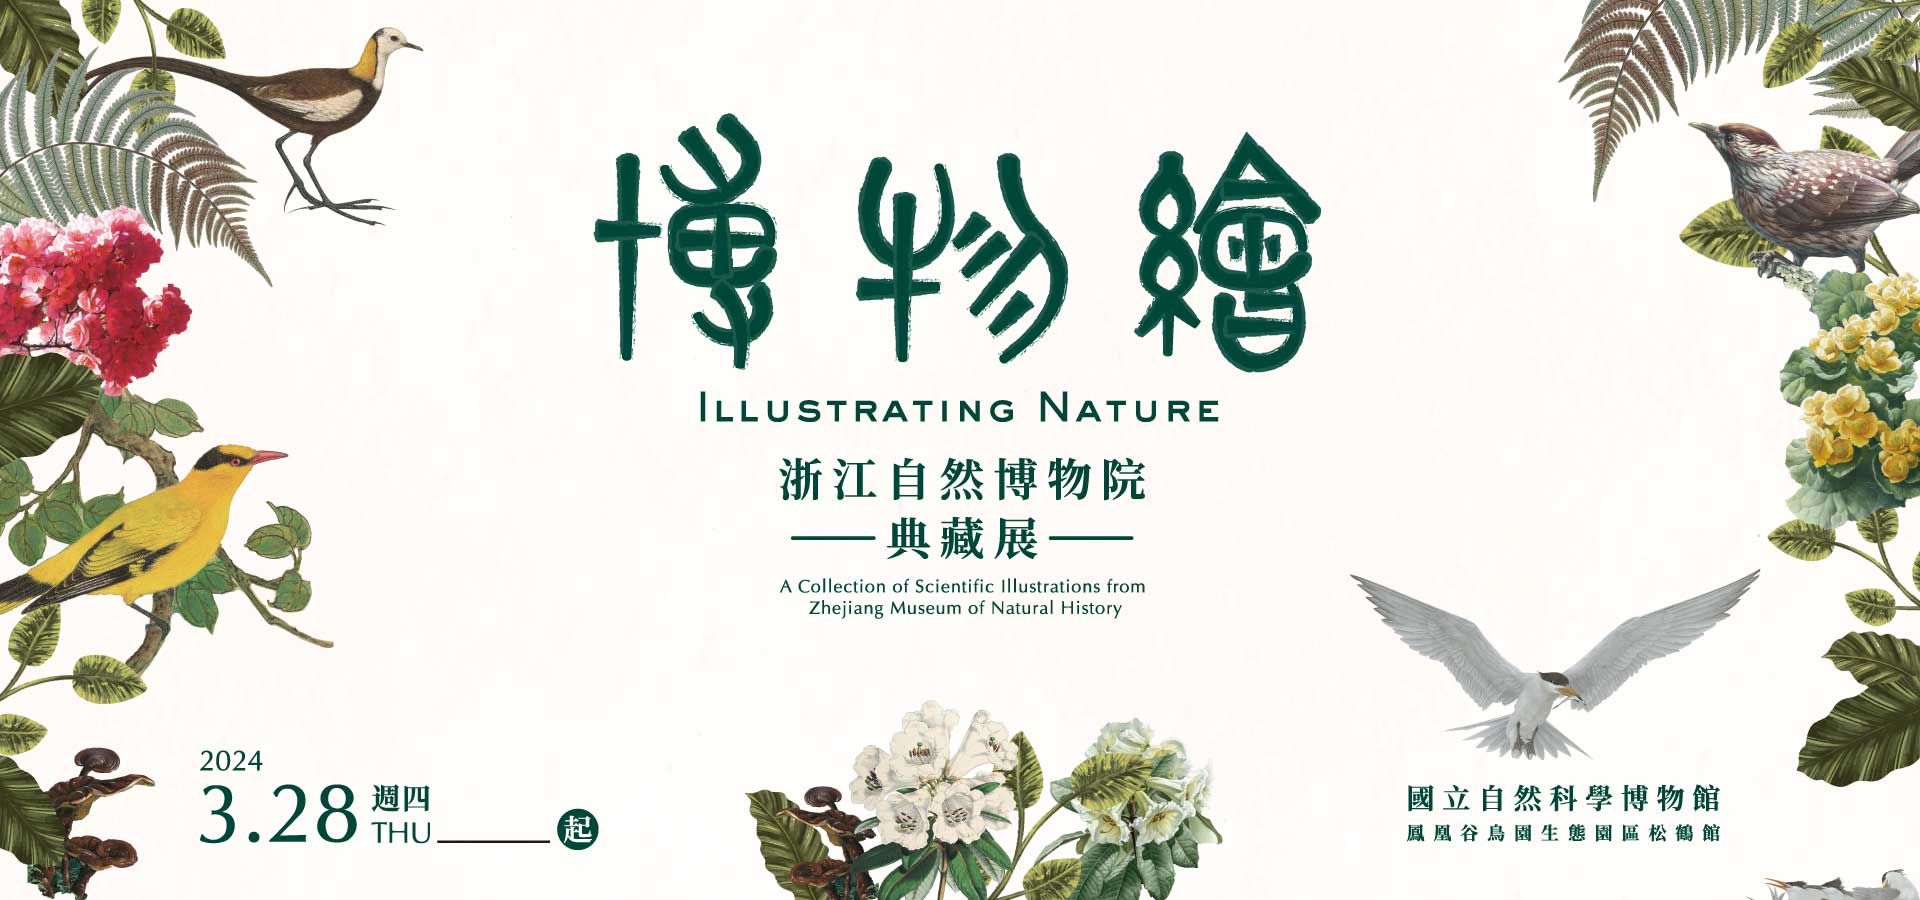 博物繪
ILLUSTRATING NATURE
浙江自然博物院
典藏展
A Collection of Scientific Illustrations from
Zhejiang Museum of Natural History
2024
3.28 週四 THU 起
國立自然科學博物館
鳳凰谷鳥園生態園區松鶴館